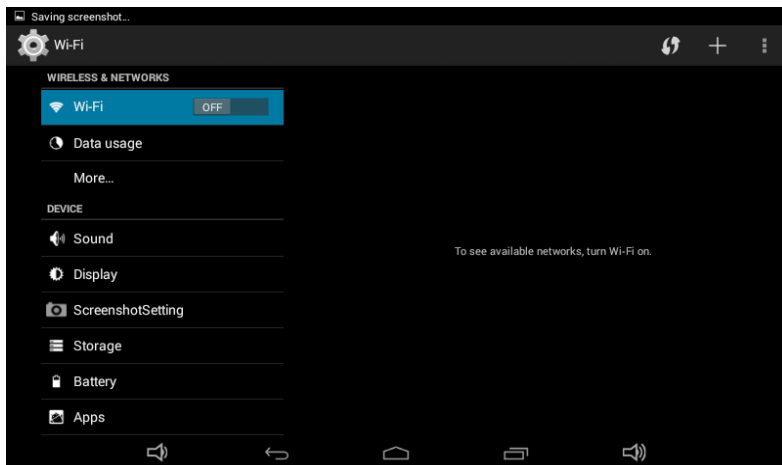 Saving screenshot...
Wi-Fi
WIRELESS & NETWORKS
Wi-Fi OFF
Data usage
More...
DEVICE
Sound
To see available networks, turn Wi-Fi on.
Display
ScreenshotSetting
Storage
Battery
Apps